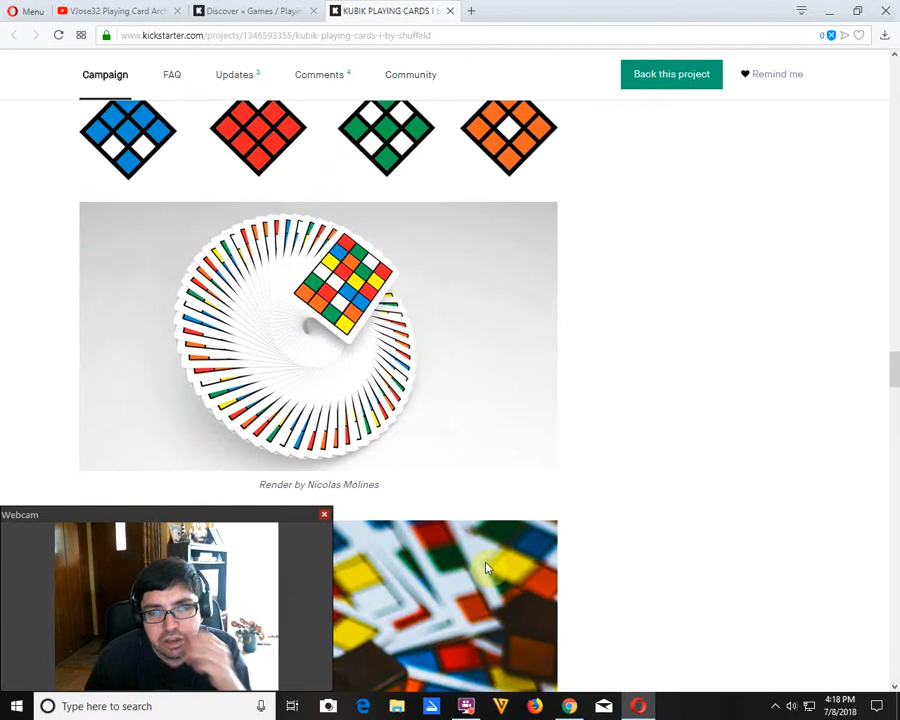 Menu
VJose32 Playing Card Arch
Discover » Games / Playin
KUBIK PLAYING CARDS I b
www.kickstarter.com/projects/1346593355/kubik-playing-cards-i-by-shuffeld
0
Campaign
FAQ
Updates 3
Comments 4
Community
Back this project
Remind me
Render by Nicolas Molines
Webcam
Type here to search
4:18 PM
7/8/2018